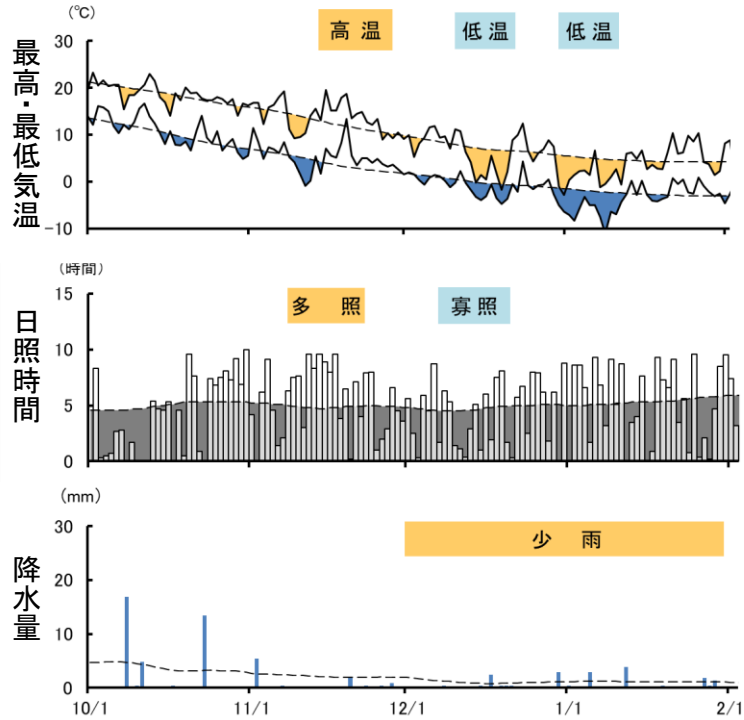 (℃)
高温
低温
低温
最高・最低気温
30
20
10
0
-10
(時間)
多 照
寡照
日照時間
15
10
5
0
(mm)
少 雨
降水量
30
20
10
0
10/1
11/1
12/1
1/1
2/1